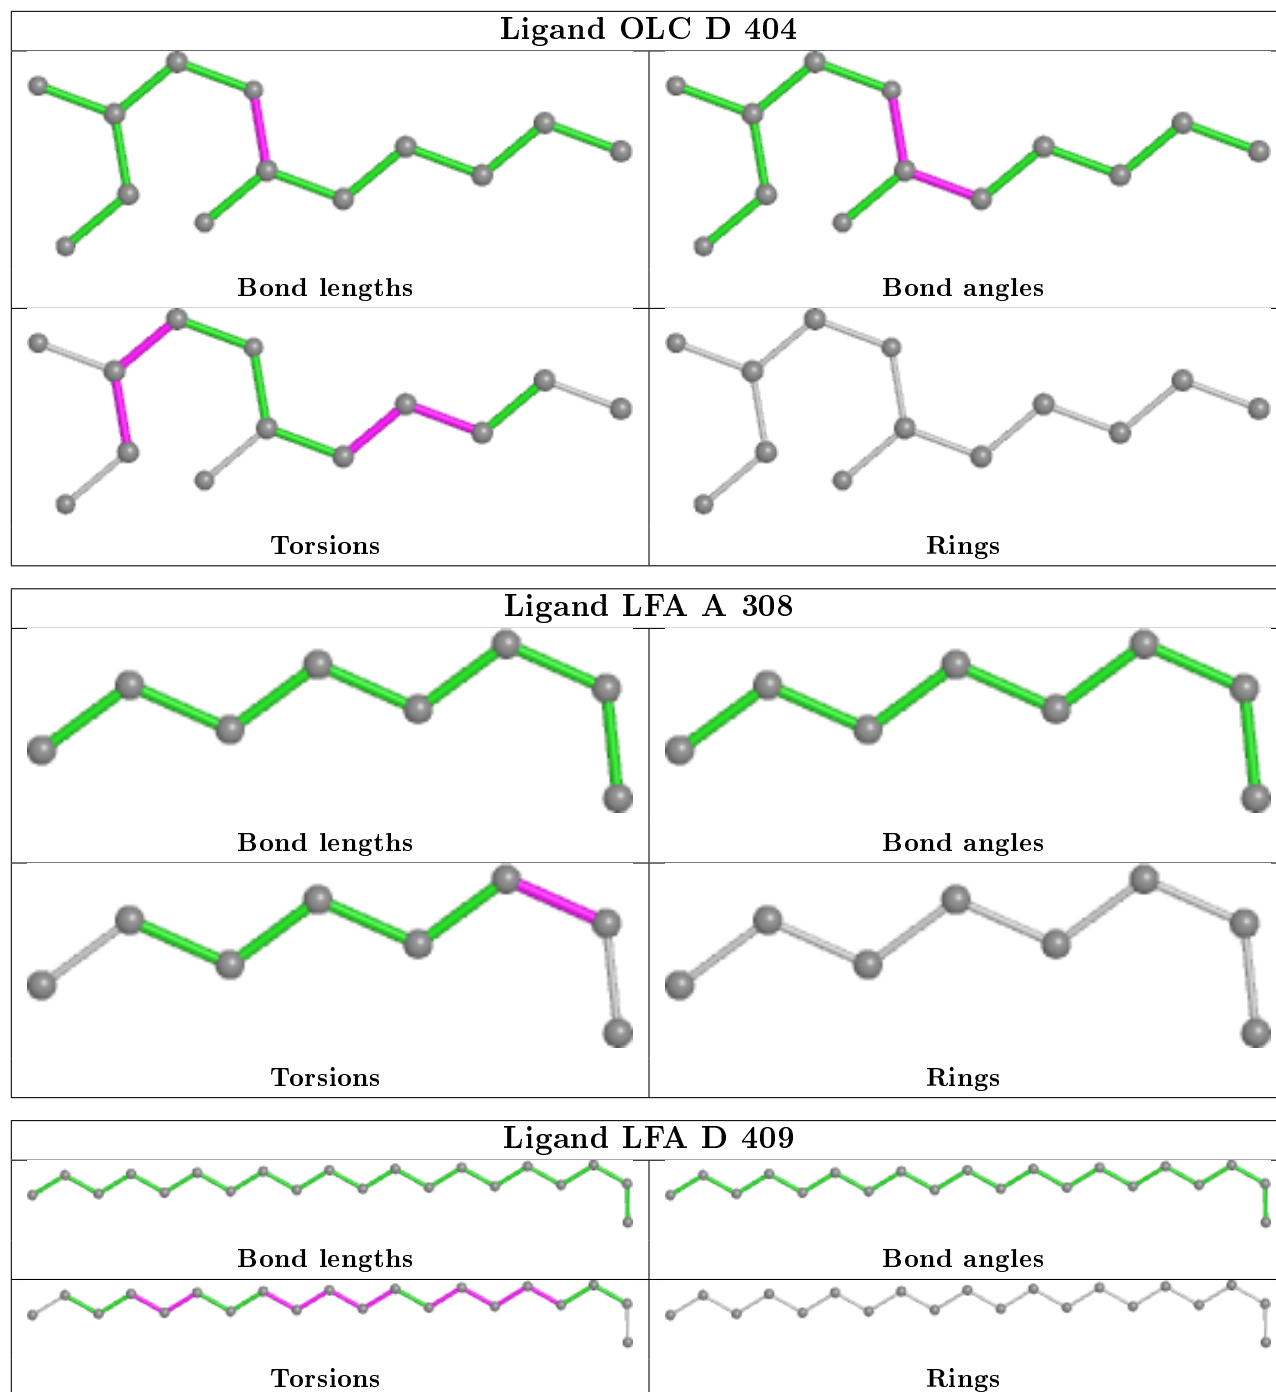 Ligand OLC D 404
Bond lengths
Bond angles
Torsions
Rings
Ligand LFA A 308
Bond lengths
Bond angles
Torsions
Rings
Ligand LFA D 409
Bond lengths
Bond angles
Torsions
Rings